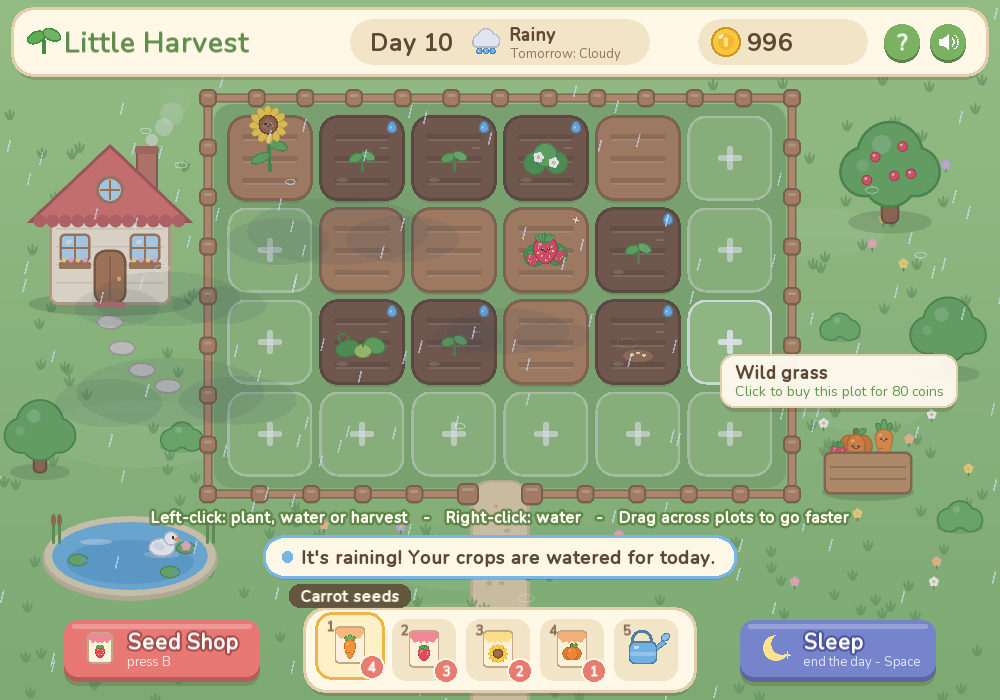 Little Harvest
Day 10
Rainy
Tomorrow: Cloudy
996
?
Wild grass
Click to buy this plot for 80 coins
Left-click: plant, water or harvest - Right-click: water - Drag across plots to go faster
It's raining! Your crops are watered for today.
Carrot seeds
1
4
2
3
3
2
4
1
5
Seed Shop
press B
Sleep
end the day - Space